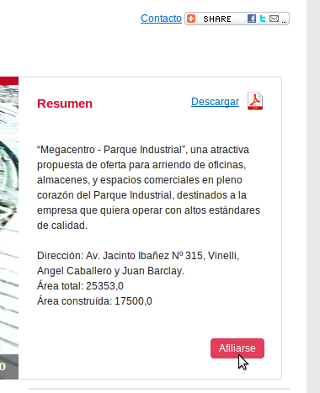 Contacto SHARE ...
Resumen
Descargar
“Megacentro - Parque Industrial”, una atractiva
propuesta de oferta para arriendo de oficinas,
almacenes, y espacios comerciales en pleno
corazón del Parque Industrial, destinados a la
empresa que quiera operar con altos estándares
de calidad.
Dirección: Av. Jacinto Ibañez Nº 315, Vinelli,
Angel Caballero y Juan Barclay.
Área total: 25353,0
Área construída: 17500,0
Afiliarse